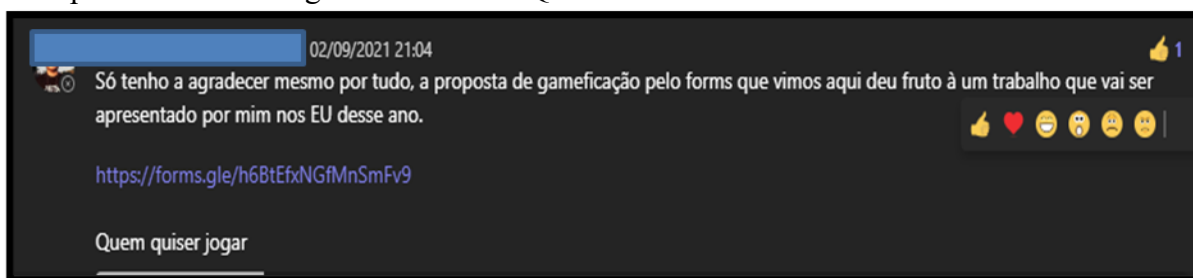 02/09/2021 21:04
1
Só tenho a agradecer mesmo por tudo, a proposta de gameficação pelo forms que vimos aqui deu fruto à um trabalho que vai ser
apresentado por mim nos EU desse ano.
https://forms.gle/h6BtEfxNGfMnSmFv9
Quem quiser jogar